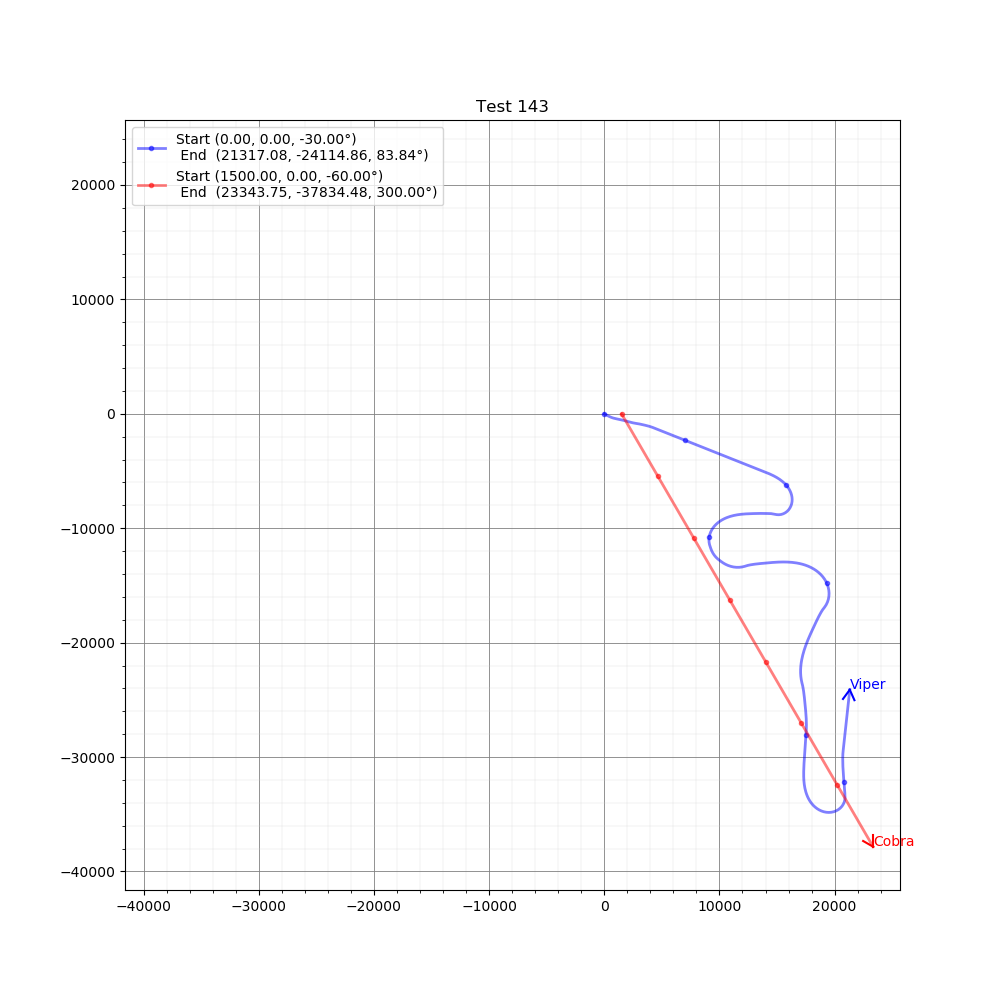 Test 143
Start (0.00, 0.00, -30.00°)
End  (21317.08, -24114.86, 83.84°)
Start (1500.00, 0.00, -60.00°)
End  (23343.75, -37834.48, 300.00°)
20000
10000
0
−10000
−20000
−30000
−40000
Viper
Cobra
−40000 −30000 −20000 −10000 0 10000 20000